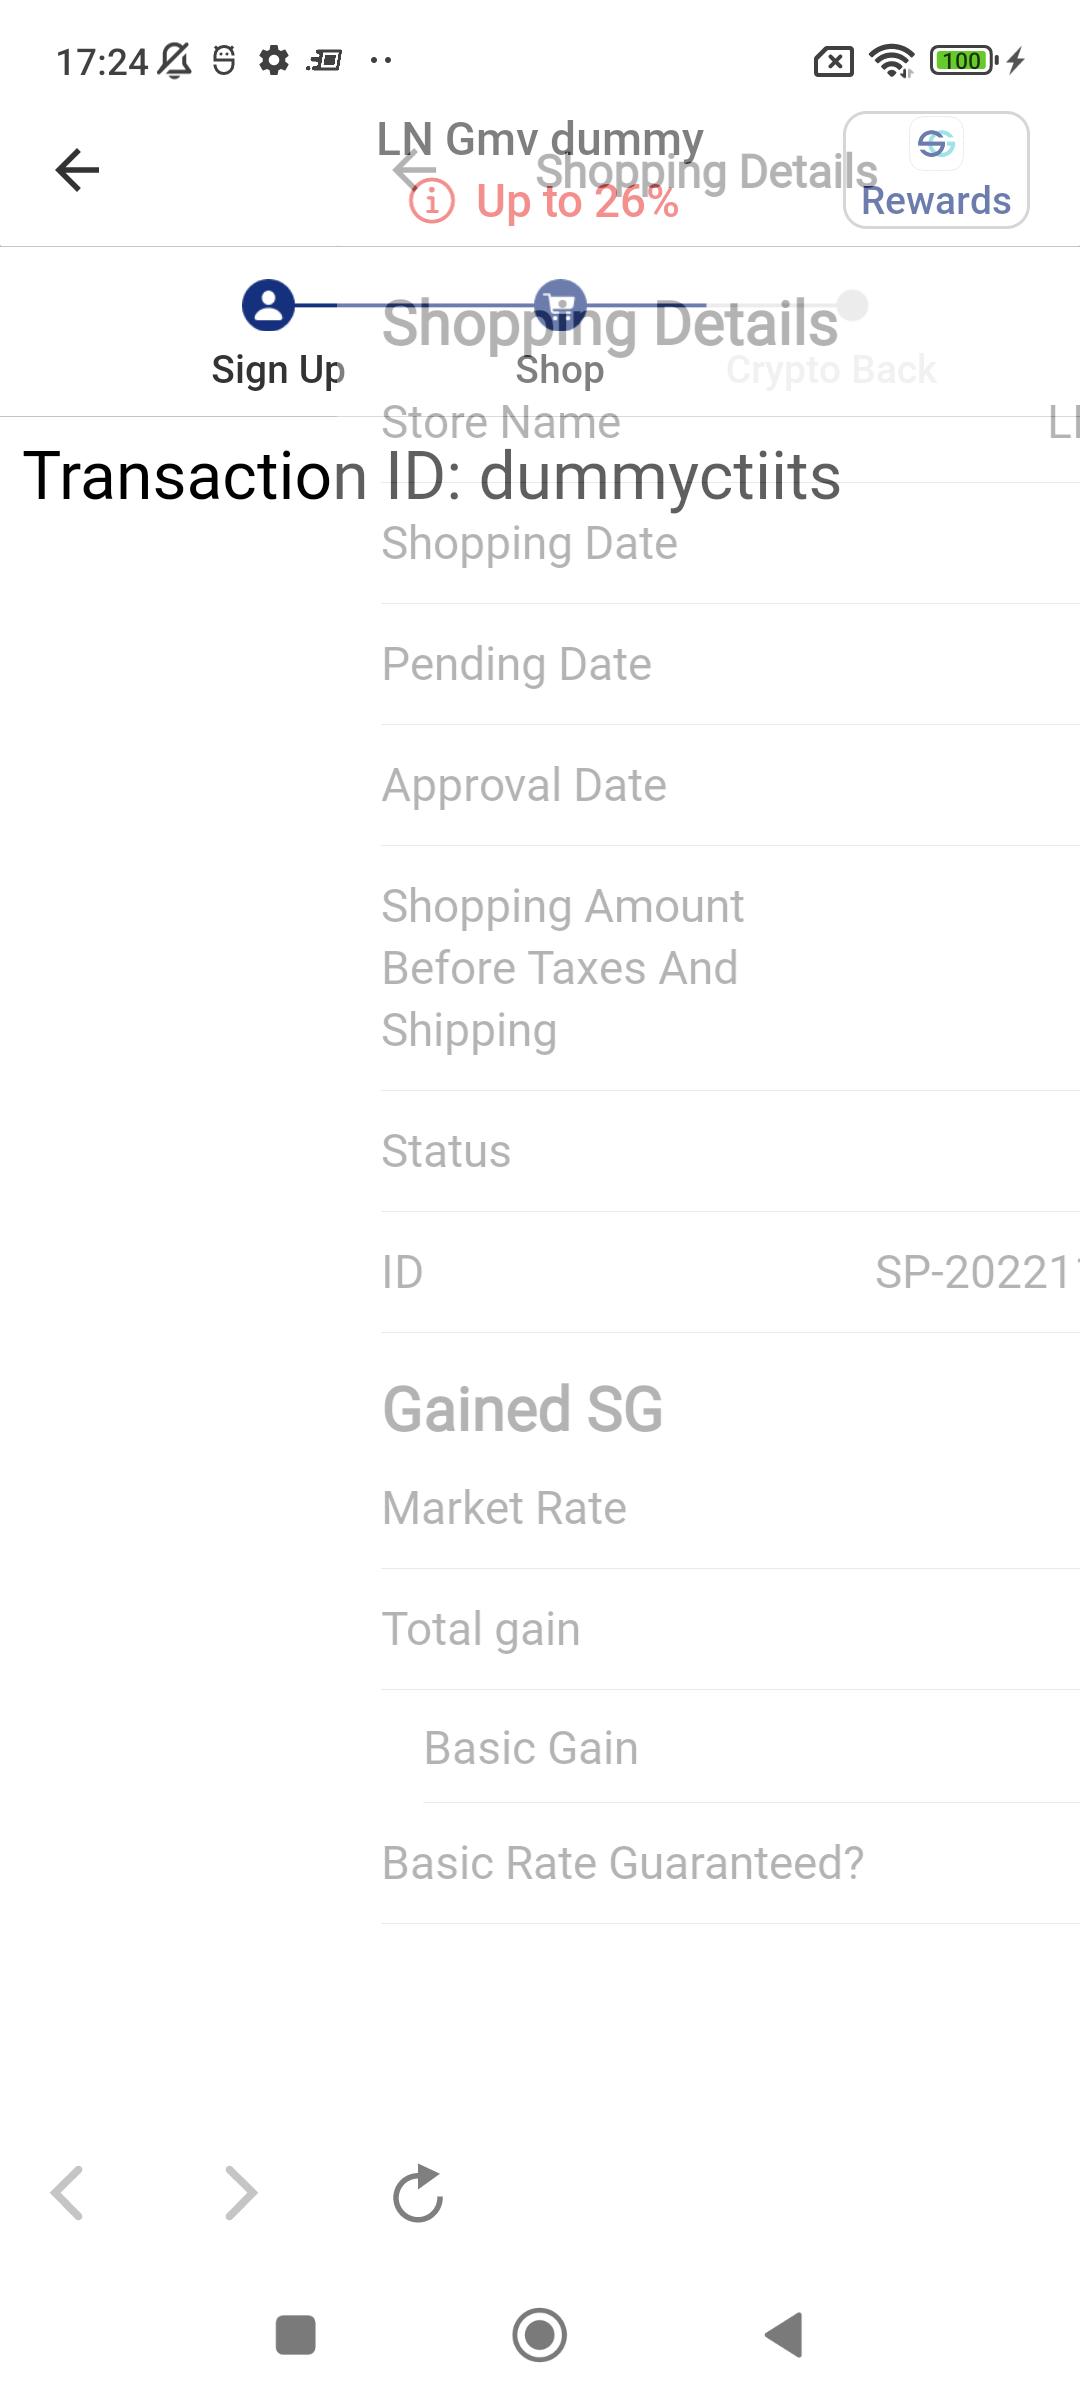 17:24
100
LN Gmv dummy
Shopping Details
Up to 26%
Rewards
Shopping Details
Sign Up
Shop
Crypto Back
Store Name
Transaction ID: dummyctiits
Shopping Date
Pending Date
Approval Date
Shopping Amount
Before Taxes And
Shipping
Status
ID SP-20221
Gained SG
Market Rate
Total gain
Basic Gain
Basic Rate Guaranteed?